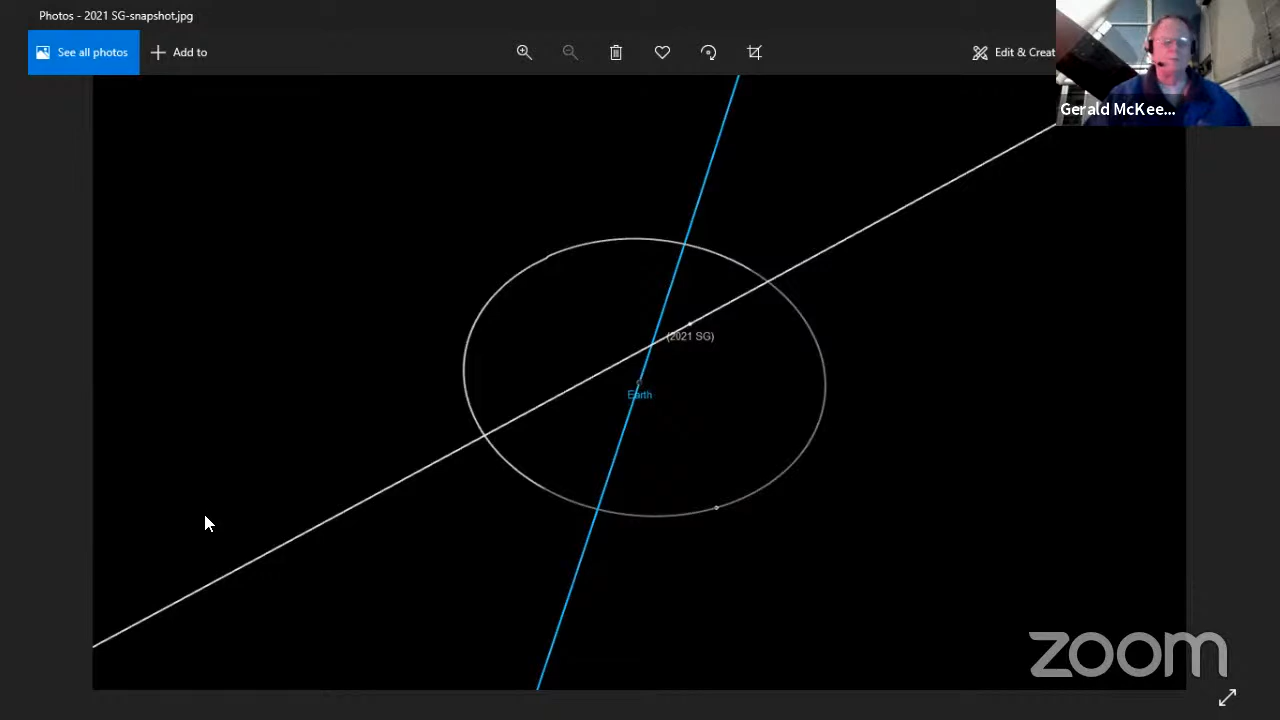 Photos - 2021 SG-snapshot.jpg
See all photos
Add to
Edit & Creat
Gerald McKee...
(2021 SG)
Earth
zoom